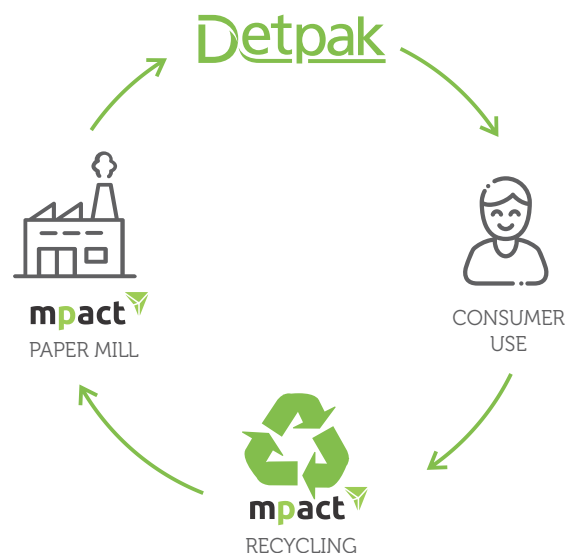 Detpak
CONSUMER
USE
mpact
RECYCLING
mpact
PAPER MILL